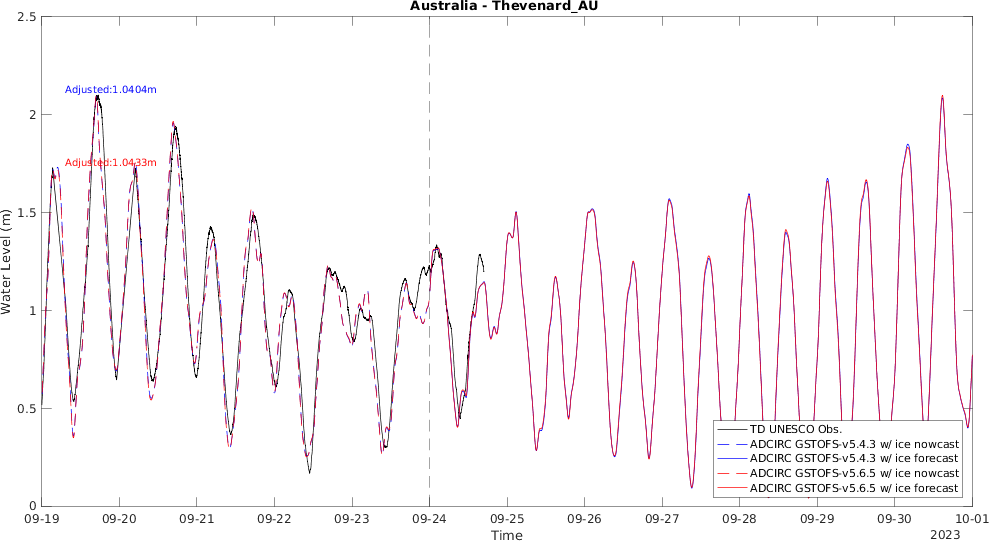 Australia - Thevenard_AU
2.5
2
1.5
1
0.5
0
Water Level (m)
Adjusted:1.0404m
Adjusted:1.0433m
TD UNESCO Obs.
ADCIRC GSTOFS-v5.4.3 w/ ice nowcast
ADCIRC GSTOFS-v5.4.3 w/ ice forecast
ADCIRC GSTOFS-v5.6.5 w/ ice nowcast
ADCIRC GSTOFS-v5.6.5 w/ ice forecast
09-19 09-20 09-21 09-22 09-23 09-24 09-25 09-26 09-27 09-28 09-29 09-30 10-01
Time
2023